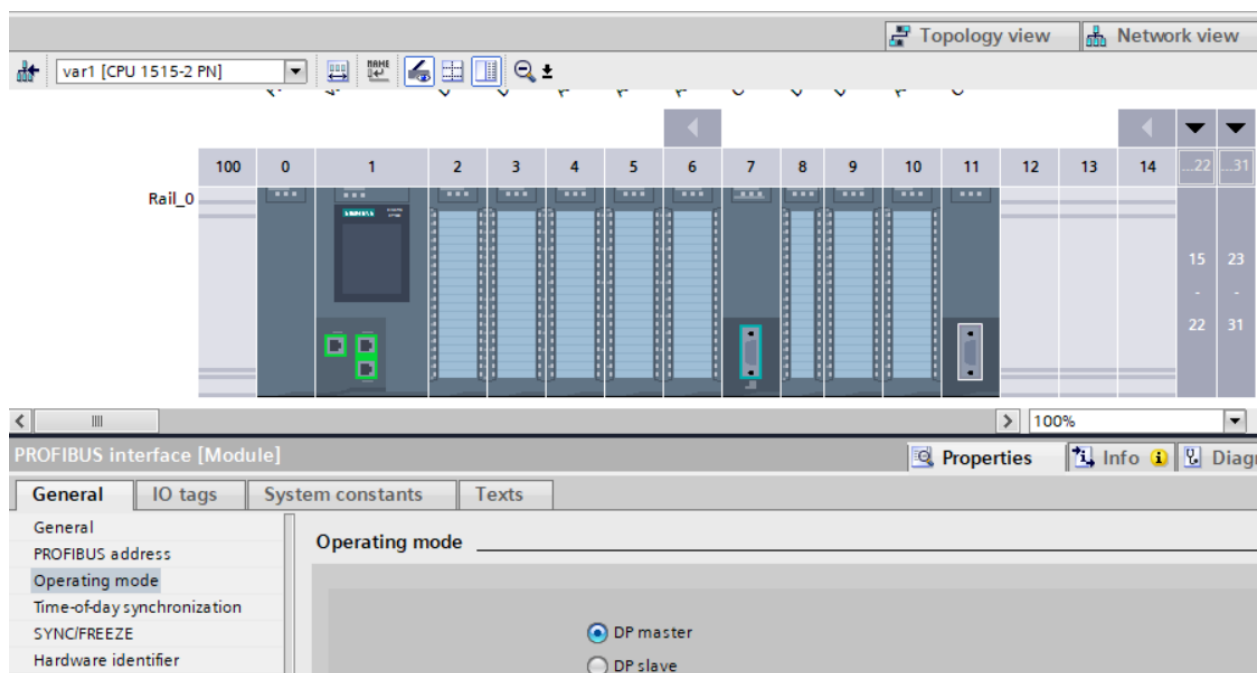 Topology view Network view
var1 [CPU 1515-2 PN] NAME
100 0 1 2 3 4 5 6 7 8 9 10 11 12 13 14 ...22 ...31
Rail_0
SIEMENS
15 23
- -
22 31
100%
PROFIBUS interface [Module] Properties Info Diagr
General IO tags System constants Texts
General
PROFIBUS address
Operating mode
Time-of-day synchronization
SYNC/FREEZE
Hardware identifier
Operating mode
DP master
DP slave